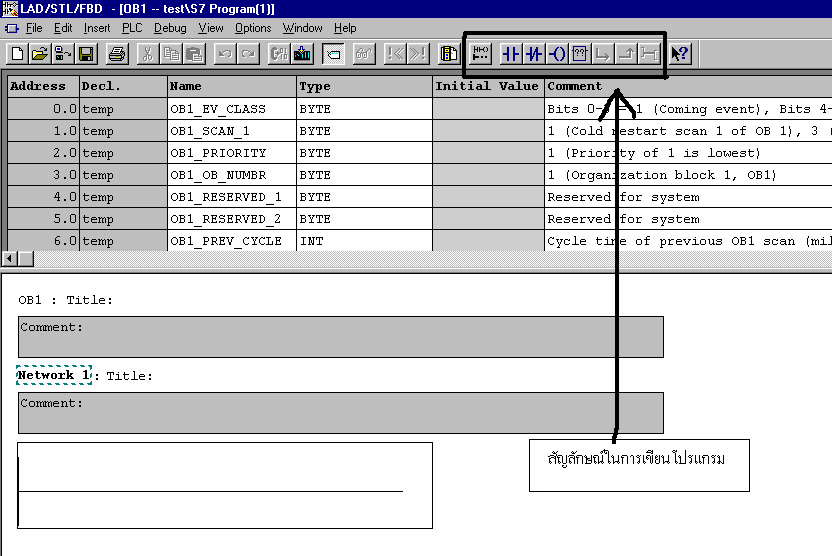 LAD/STL/FBD - [OB1 -- test\S7 Program(1)]
File Edit Insert PLC Debug View Options Window Help
Address Decl. Name Type Initial Value Comment
0.0 temp OB1_EV_CLASS BYTE Bits 0-3 = 1 (Coming event), Bits 4-
1.0 temp OB1_SCAN_1 BYTE 1 (Cold restart scan 1 of OB 1), 3 (
2.0 temp OB1_PRIORITY BYTE 1 (Priority of 1 is lowest)
3.0 temp OB1_OB_NUMBR BYTE 1 (Organization block 1, OB1)
4.0 temp OB1_RESERVED_1 BYTE Reserved for system
5.0 temp OB1_RESERVED_2 BYTE Reserved for system
6.0 temp OB1_PREV_CYCLE INT Cycle time of previous OB1 scan (mil
OB1 : Title:
Comment:
Network 1 : Title:
Comment:
สัญลักษณ์ในการเขียนโปรแกรม